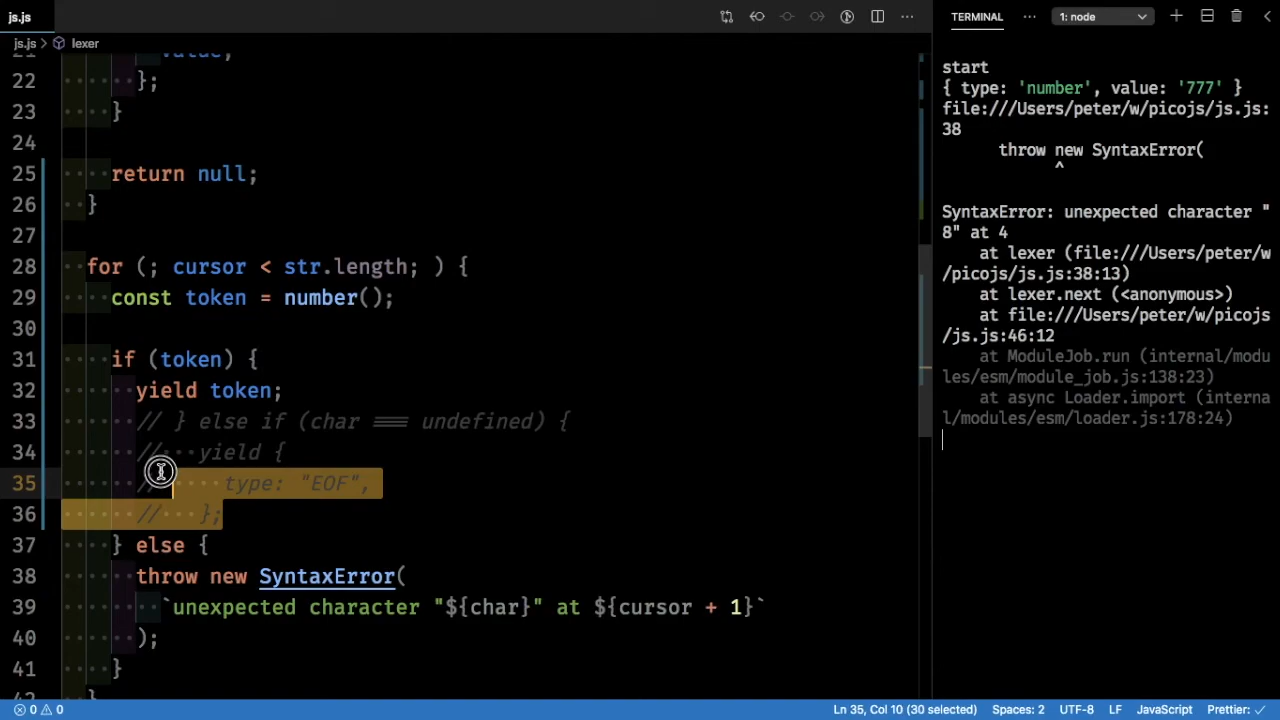 js.js
TERMINAL
1: node
js.js > lexer
21 value,
22 };
23 }
24
25 return null;
26 }
27
28 for (; cursor < str.length; ) {
29 const token = number();
30
31 if (token) {
32 yield token;
33 // } else if (char === undefined) {
34 // yield {
35 // type: "EOF",
36 // };
37 } else {
38 throw new SyntaxError(
39 `unexpected character "${char}" at ${cursor + 1}`
40 );
41 }
42 }
start
{ type: 'number', value: '777' }
file:///Users/peter/w/picojs/js.js:
38
throw new SyntaxError(
^
SyntaxError: unexpected character "
8" at 4
at lexer (file:///Users/peter/w
/picojs/js.js:38:13)
at lexer.next (<anonymous>)
at file:///Users/peter/w/picojs
/js.js:46:12
at ModuleJob.run (internal/modu
les/esm/module_job.js:138:23)
at async Loader.import (interna
l/modules/esm/loader.js:178:24)
0 0
Ln 35, Col 10 (30 selected)
Spaces: 2
UTF-8
LF
JavaScript
Prettier: ✓